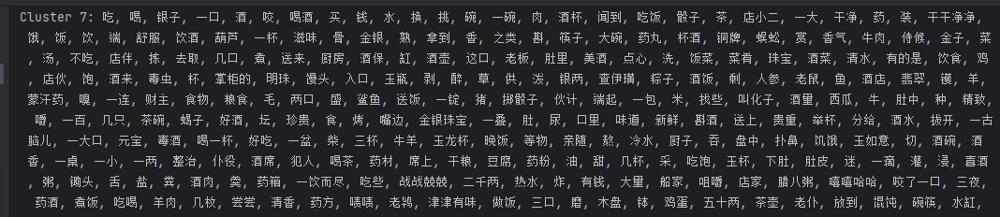 Cluster 7: 吃, 喝, 银子, 一口, 酒, 咬, 喝酒, 买, 钱, 水, 换, 挑, 碗, 一碗, 肉, 酒杯, 闻到, 吃饭, 骰子, 茶, 店小二, 一大, 干净, 药, 装, 干干净净,
饿, 饭, 饮, 端, 舒服, 饮酒, 葫芦, 一杯, 滋味, 骨, 金银, 熟, 拿到, 香, 之类, 斟, 筷子, 大碗, 药丸, 杯酒, 铜牌, 蜈蚣, 赏, 香气, 牛肉, 侍候, 金子, 菜
, 汤, 不吃, 店伴, 拣, 去取, 几口, 煮, 送来, 厨房, 酒保, 缸, 酒壶, 这口, 老板, 肚里, 美酒, 点心, 洗, 饭菜, 菜肴, 珠宝, 酒菜, 清水, 有的是, 饮食, 鸡
, 店伙, 饱, 酒来, 毒虫, 杯, 掌柜的, 明珠, 馒头, 入口, 玉瓶, 剥, 醉, 草, 供, 泼, 银两, 查伊璜, 粽子, 酒饭, 剩, 人参, 老鼠, 鱼, 酒店, 翡翠, 镬, 羊,
蒙汗药, 嗅, 一连, 财主, 食物, 粮食, 毛, 两口, 盛, 鲨鱼, 送饭, 一锭, 猪, 掷骰子, 伙计, 端起, 一包, 米, 找些, 叫化子, 酒量, 西瓜, 牛, 肚中, 种, 精致,
嚼, 一百, 几只, 茶碗, 蝎子, 好酒, 坛, 珍贵, 食, 烤, 嘴边, 金银珠宝, 一叠, 肚, 尿, 口里, 味道, 新鲜, 斟酒, 送上, 贵重, 举杯, 分给, 酒水, 拔开, 一古
脑儿, 一大口, 元宝, 毒酒, 喝一杯, 好吃, 一盆, 柴, 三杯, 牛羊, 玉龙杯, 晚饭, 等物, 亲随, 熬, 冷水, 厨子, 吞, 盘中, 扑鼻, 饥饿, 玉如意, 切, 酒碗, 酒
香, 一桌, 一小, 一两, 整治, 仆役, 酒席, 犯人, 喝茶, 药材, 席上, 干粮, 豆腐, 药粉, 油, 甜, 几杯, 采, 吃饱, 玉杯, 下肚, 肚皮, 迷, 一滴, 灌, 浸, 喜酒
, 粥, 锄头, 舌, 盐, 粪, 酒肉, 羹, 药箱, 一饮而尽, 吃些, 战战兢兢, 二千两, 热水, 炸, 有钱, 大量, 船家, 咀嚼, 店家, 腊八粥, 嘻嘻哈哈, 咬了一口, 三夜,
药酒, 煮饭, 吃喝, 羊肉, 几枚, 尝尝, 清香, 药方, 啧啧, 老鸨, 津津有味, 做饭, 三口, 磨, 木盘, 钵, 鸡蛋, 五十两, 茶壶, 老仆, 放到, 馄饨, 碗筷, 水缸,